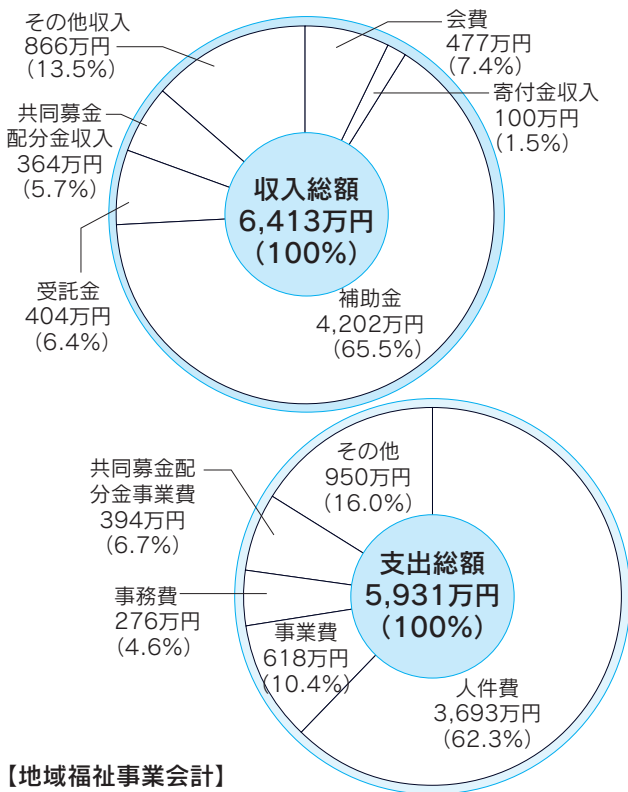 その他収入
866万円
(13.5%)
会費
477万円
(7.4%)
寄付金収入
100万円
(1.5%)
共同募金
配分金収入
364万円
(5.7%)
収入総額
6,413万円
(100%)
受託金
404万円
(6.4%)
補助金
4,202万円
(65.5%)
その他
950万円
(16.0%)
共同募金配
分金事業費
394万円
(6.7%)
支出総額
5,931万円
(100%)
事務費
276万円
(4.6%)
事業費
618万円
(10.4%)
人件費
3,693万円
(62.3%)
【地域福祉事業会計】